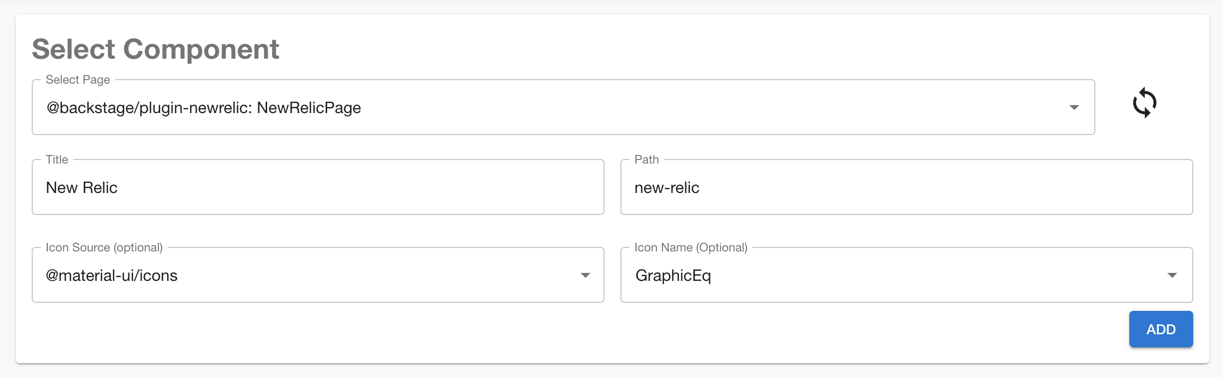 Select Component
Select Page
@backstage/plugin-newrelic: NewRelicPage
Title
New Relic
Path
new-relic
Icon Source (optional)
@material-ui/icons
Icon Name (Optional)
GraphicEq
ADD